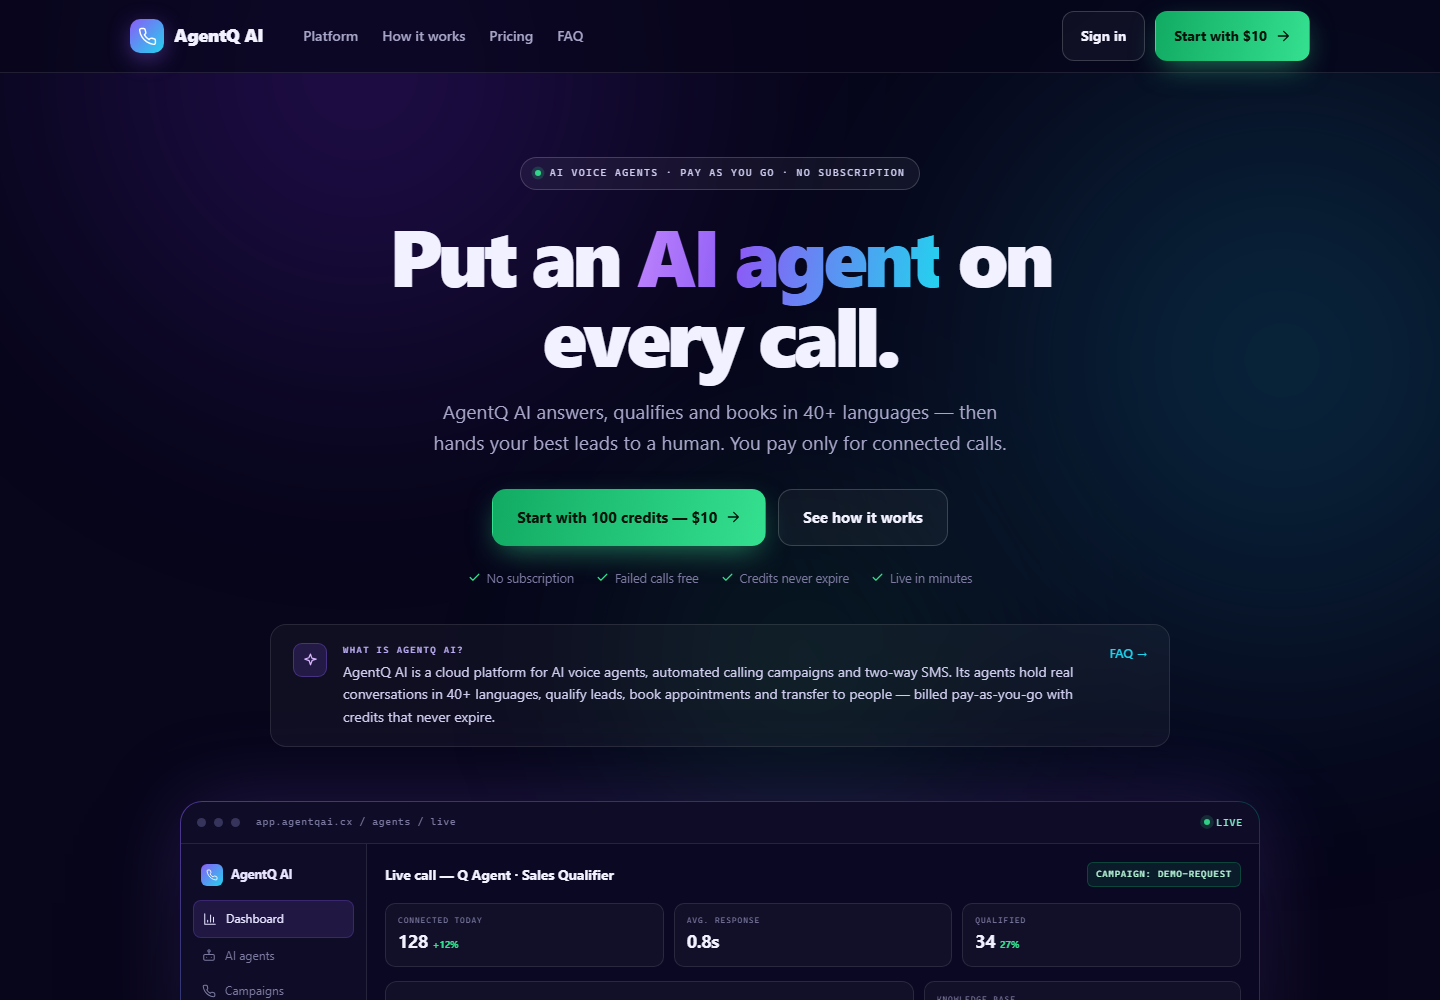 AgentQ AI
Platform
How it works
Pricing
FAQ
Sign in
Start with $10 →
AI VOICE AGENTS · PAY AS YOU GO · NO SUBSCRIPTION
Put an AI agent on
every call.
AgentQ AI answers, qualifies and books in 40+ languages — then
hands your best leads to a human. You pay only for connected calls.
Start with 100 credits — $10 →
See how it works
No subscription
Failed calls free
Credits never expire
Live in minutes
WHAT IS AGENTQ AI?
FAQ →
AgentQ AI is a cloud platform for AI voice agents, automated calling campaigns and two-way SMS. Its agents hold real
conversations in 40+ languages, qualify leads, book appointments and transfer to people — billed pay-as-you-go with
credits that never expire.
app.agentqai.cx / agents / live
LIVE
AgentQ AI
Dashboard
AI agents
Campaigns
Live call — Q Agent · Sales Qualifier
CAMPAIGN: DEMO-REQUEST
CONNECTED TODAY
128 +12%
AVG. RESPONSE
0.8s
QUALIFIED
34 27%
KNOWLEDGE BASE